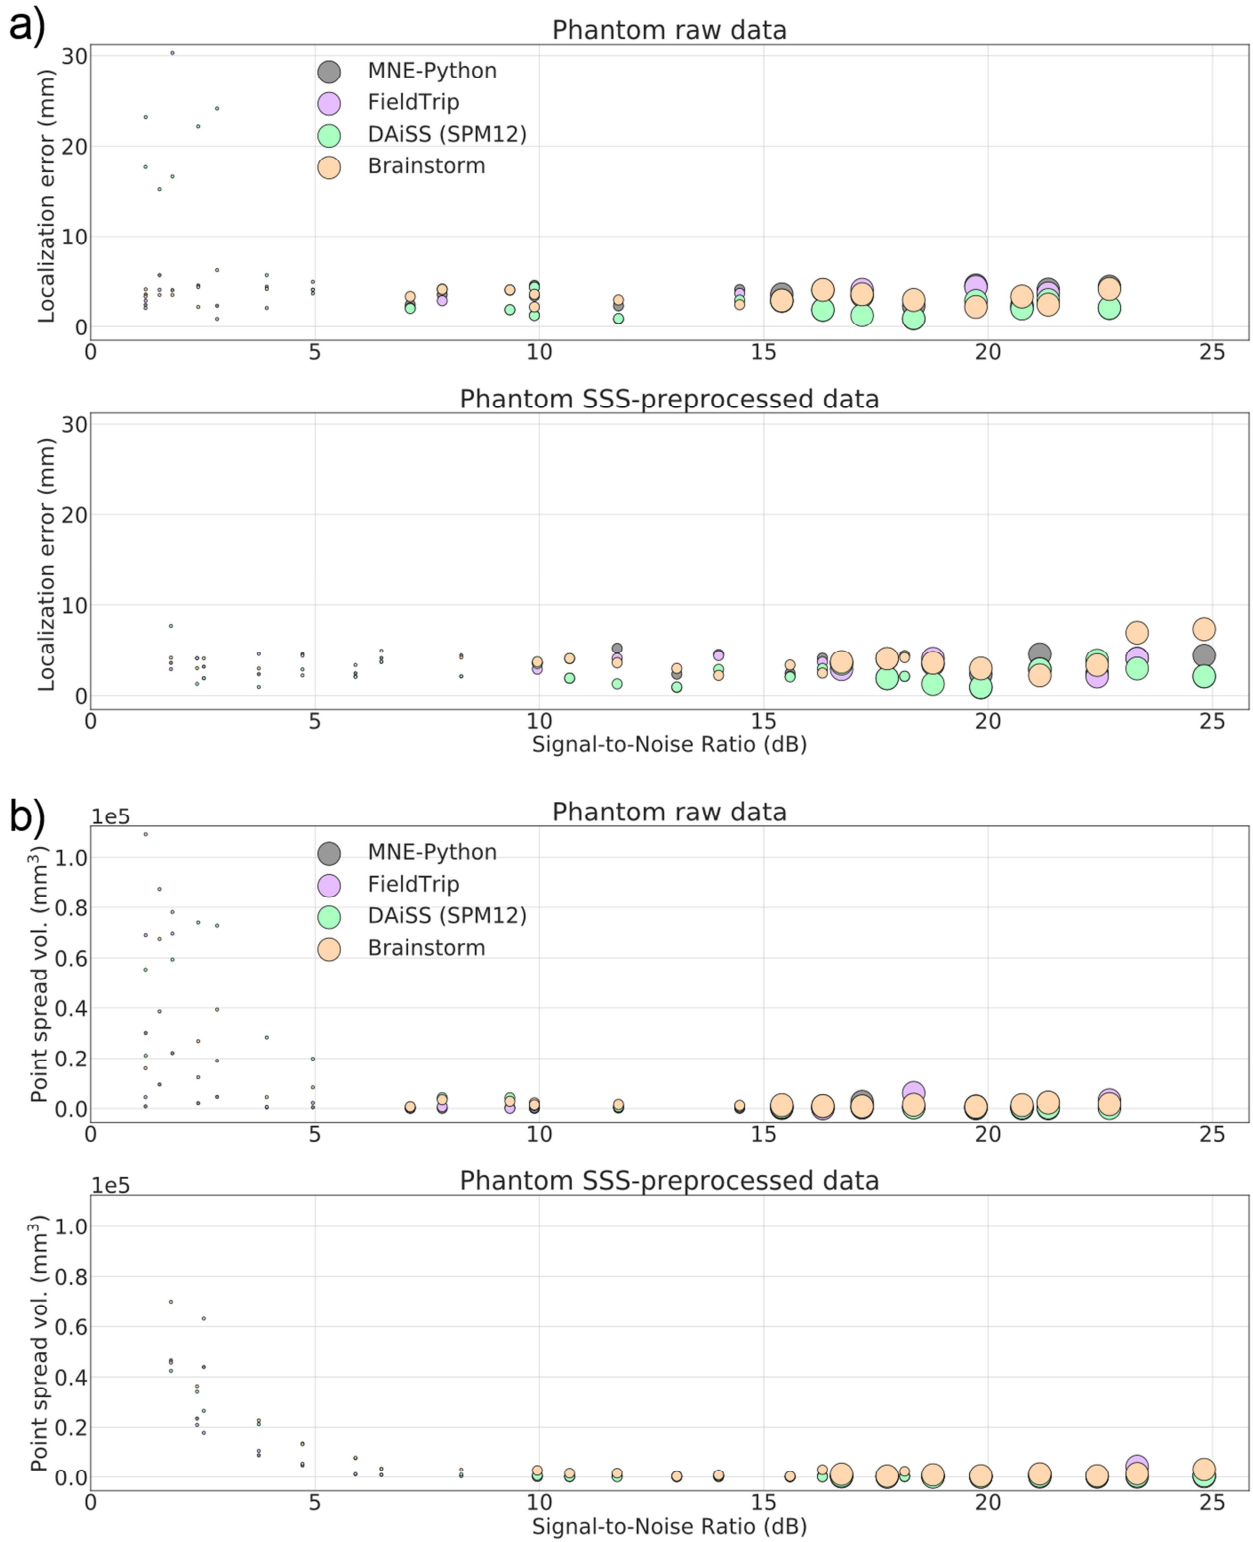 a)
Phantom raw data
Localization error (mm)
30
20
10
0
MNE-Python
FieldTrip
DAiSS (SPM12)
Brainstorm
0 5 10 15 20 25
Phantom SSS-preprocessed data
Localization error (mm)
30
20
10
0
0 5 10 15 20 25
Signal-to-Noise Ratio (dB)
b)
1e5
Phantom raw data
Point spread vol. (mm³)
1.0
0.8
0.6
0.4
0.2
0.0
MNE-Python
FieldTrip
DAiSS (SPM12)
Brainstorm
0 5 10 15 20 25
1e5
Phantom SSS-preprocessed data
Point spread vol. (mm³)
1.0
0.8
0.6
0.4
0.2
0.0
0 5 10 15 20 25
Signal-to-Noise Ratio (dB)